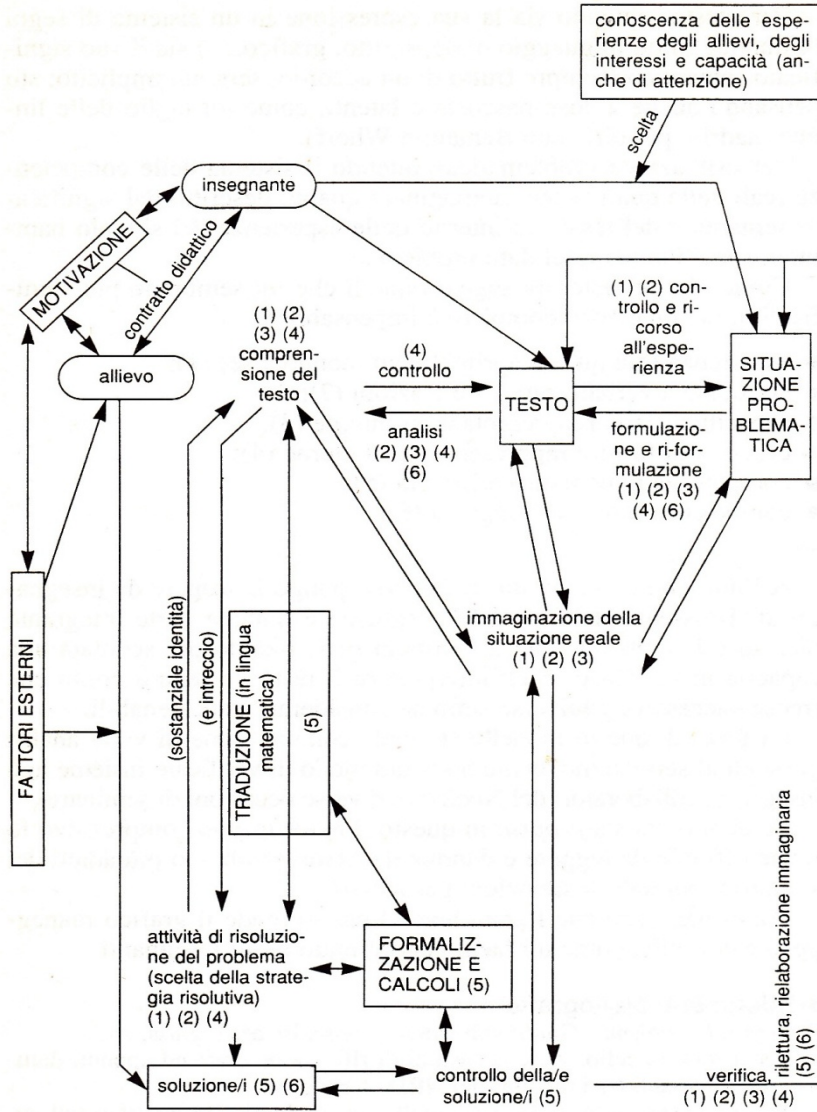 conoscenza delle espe-
rienze degli allievi, degli
interessi e capacità (an-
che di attenzione)
scelta
insegnante
MOTIVAZIONE
contratto didattico
allievo
(1) (2)
(3) (4)
compren-
sione del
testo
(4)
controllo
analisi
(2) (3) (4)
(6)
TESTO
(1) (2) con-
trollo e ri-
corso
all'espe-
rienza
formulazio-
ne e ri-for-
mulazione
(1) (2) (3)
(4) (6)
SITUA-
ZIONE
PRO-
BLEMA-
TICA
immaginazione della
situazione reale
(1) (2) (3)
FATTORI ESTERNI
(sostanziale identità)
(e intreccio)
TRADUZIONE (in lingua
matematica)
(5)
attività di risoluzio-
ne del problema
(scelta della strate-
gia risolutiva)
(1) (2) (4)
FORMALIZ-
ZAZIONE E
CALCOLI (5)
soluzione/i (5) (6)
controllo della/e
soluzione/i (5)
verifica,
(1) (2) (3) (4)
rilettura, rielaborazione immaginaria
(5) (6)